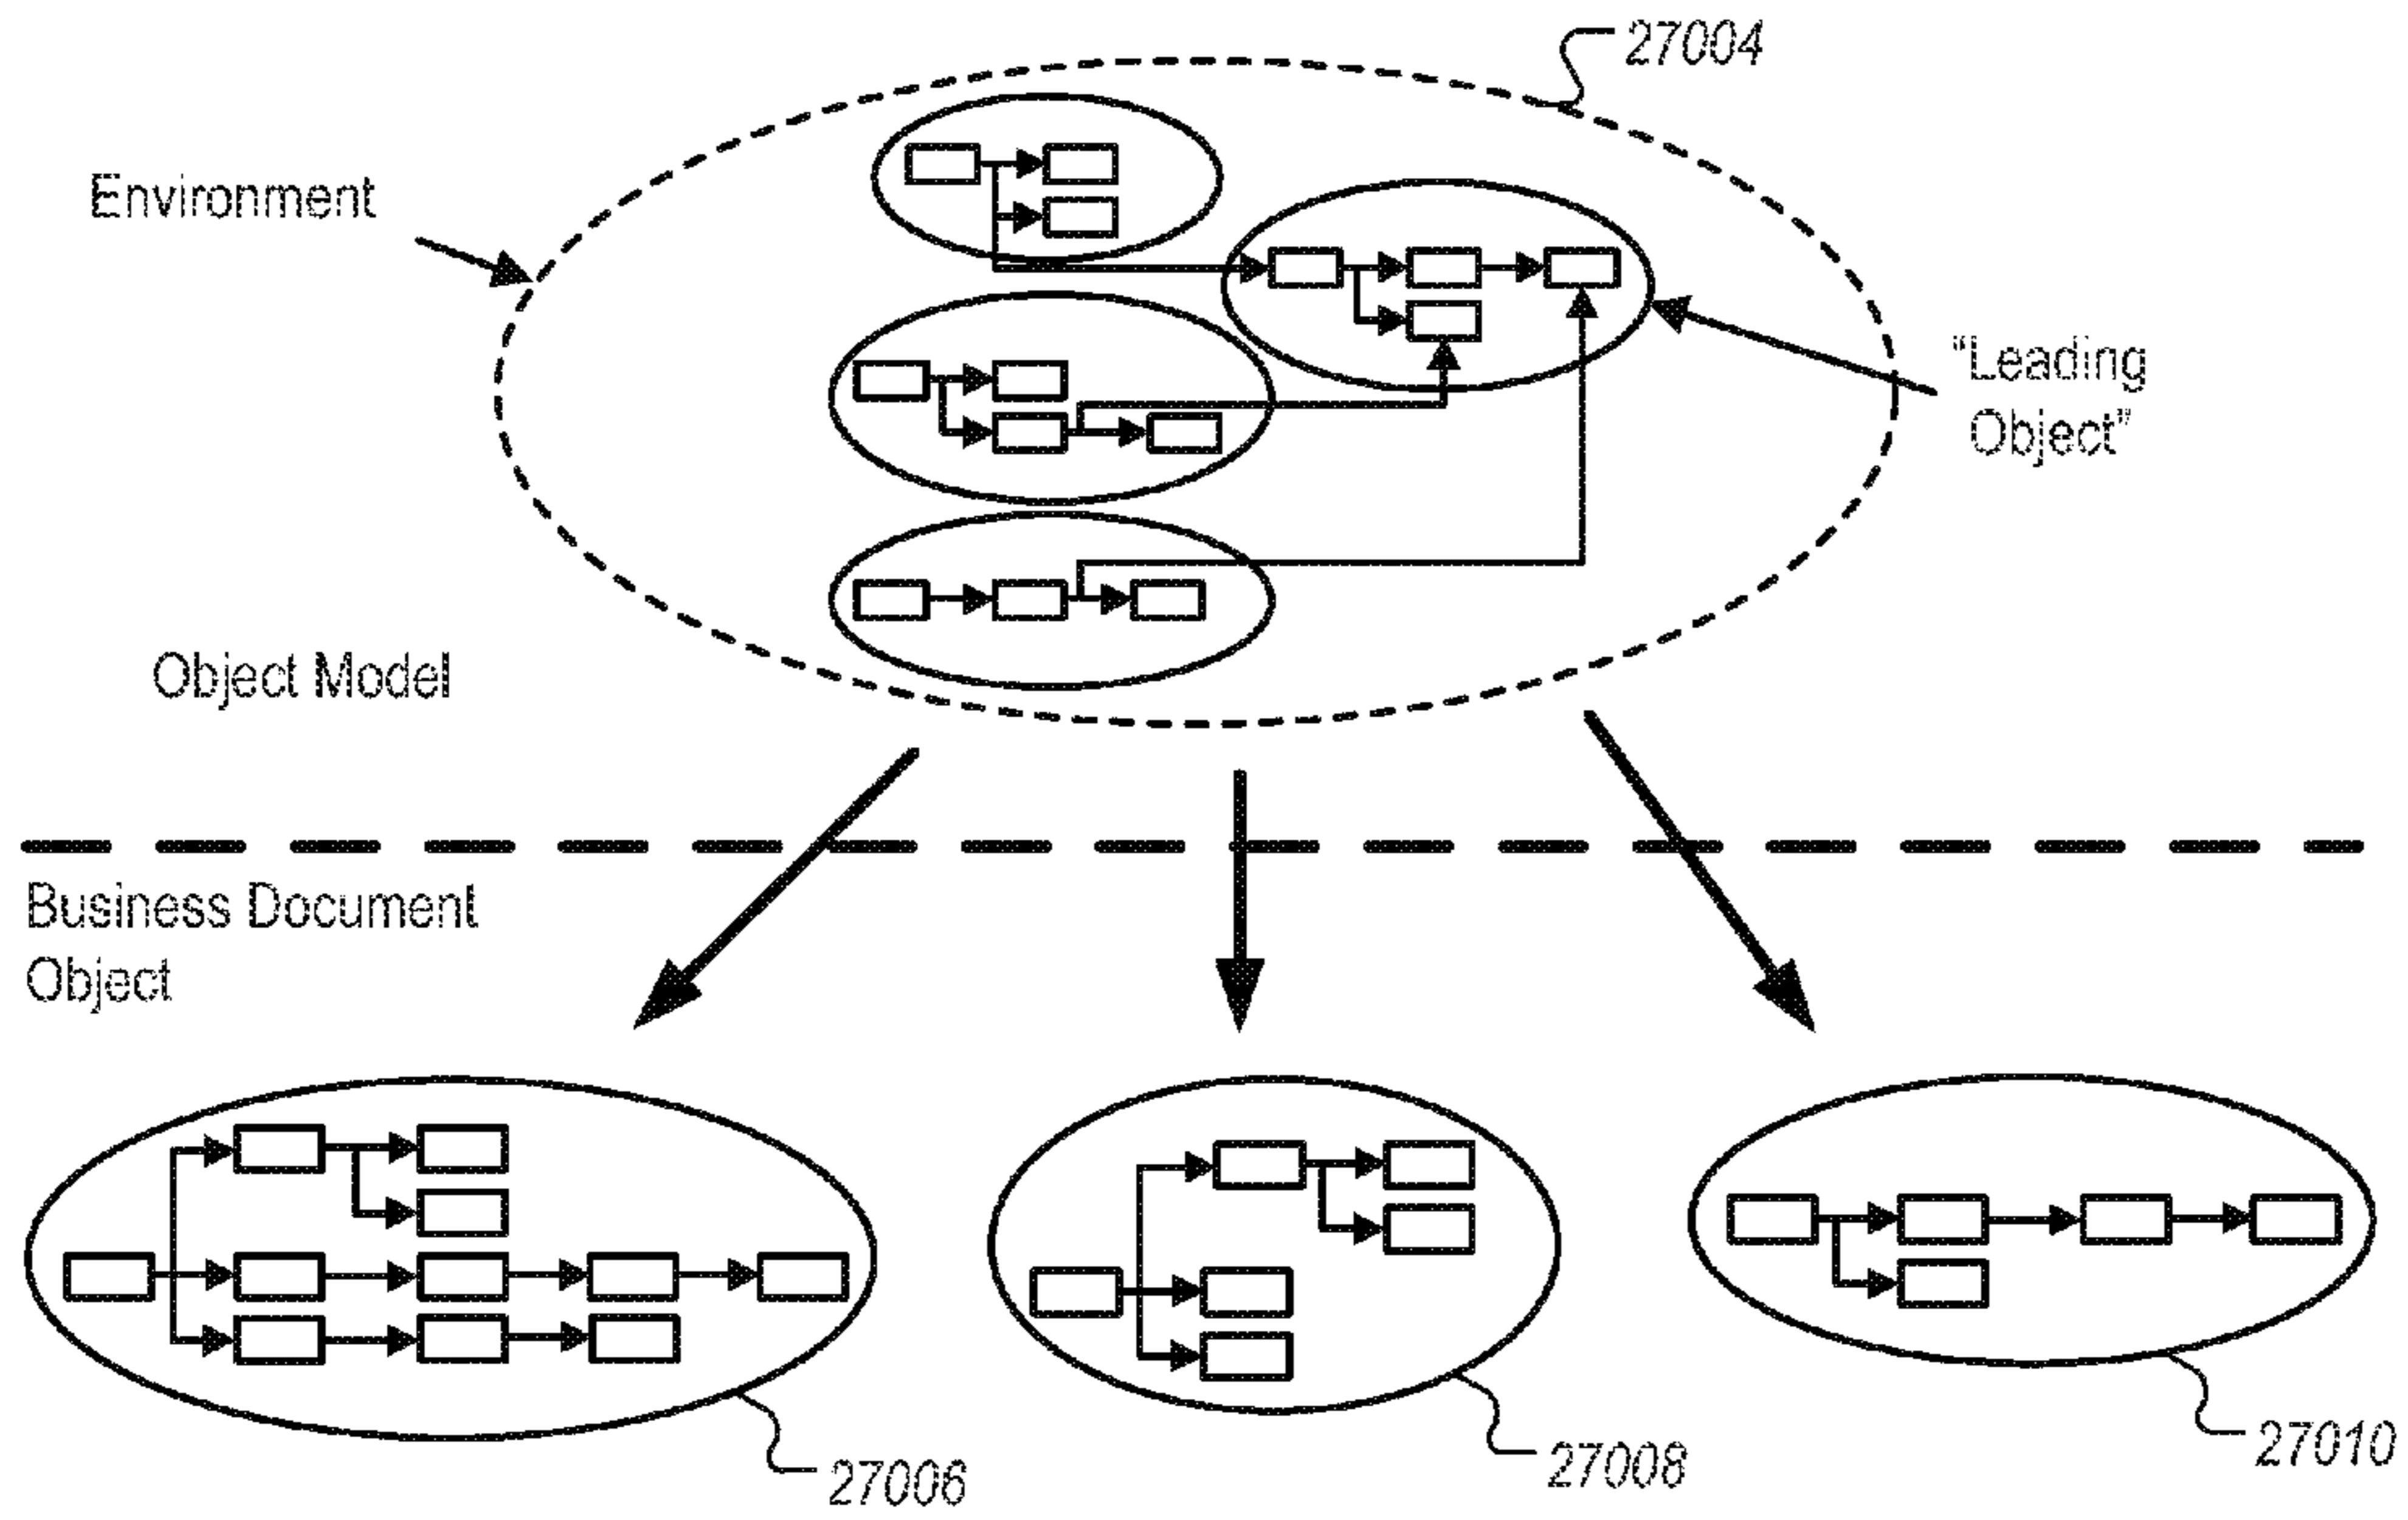 27004
Environment
"Leading
Object"
Object Model
Business Document
Object
27006
27008
27010